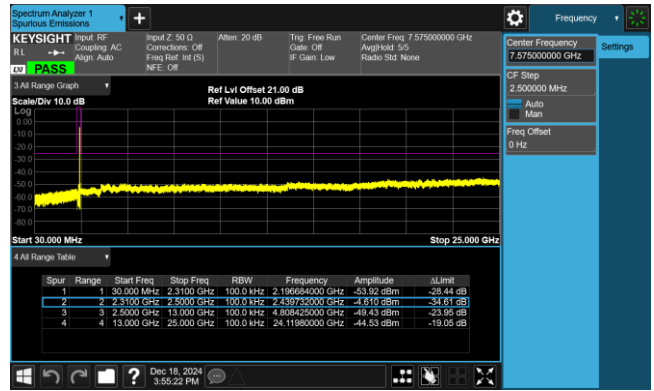 Spectrum Analyzer 1
Spurious Emissions
Frequency
KEYSIGHT Input: RF Input Z: 50 Ω Atten: 20 dB Trig: Free Run Center Freq: 7.575000000 GHz
RL Coupling: AC Corrections: Off Gate: Off Avg|Hold: 5/5
Align: Auto Freq Ref: Int (S) IF Gain: Low Radio Std: None
LXI PASS NFE: Off
Center Frequency
7.575000000 GHz
Settings
CF Step
2.500000 MHz
Auto
Man
Freq Offset
0 Hz
3 All Range Graph
Ref Lvl Offset 21.00 dB
Scale/Div 10.0 dB Ref Value 10.00 dBm
Log
0.00
-10.0
-20.0
-30.0
-40.0
-50.0
-60.0
-70.0
-80.0
Start 30.000 MHz Stop 25.000 GHz
4 All Range Table
Spur Range Start Freq Stop Freq RBW Frequency Amplitude ΔLimit
1 1 30.000 MHz 2.3100 GHz 100.0 kHz 2.196684000 GHz -53.92 dBm -28.44 dB
2 2 2.3100 GHz 2.5000 GHz 100.0 kHz 2.439732000 GHz -4.610 dBm -34.61 dB
3 3 2.5000 GHz 13.000 GHz 100.0 kHz 4.808425000 GHz -49.43 dBm -23.95 dB
4 4 13.000 GHz 25.000 GHz 100.0 kHz 24.11980000 GHz -44.53 dBm -19.05 dB
? Dec 18, 2024
3:55:22 PM